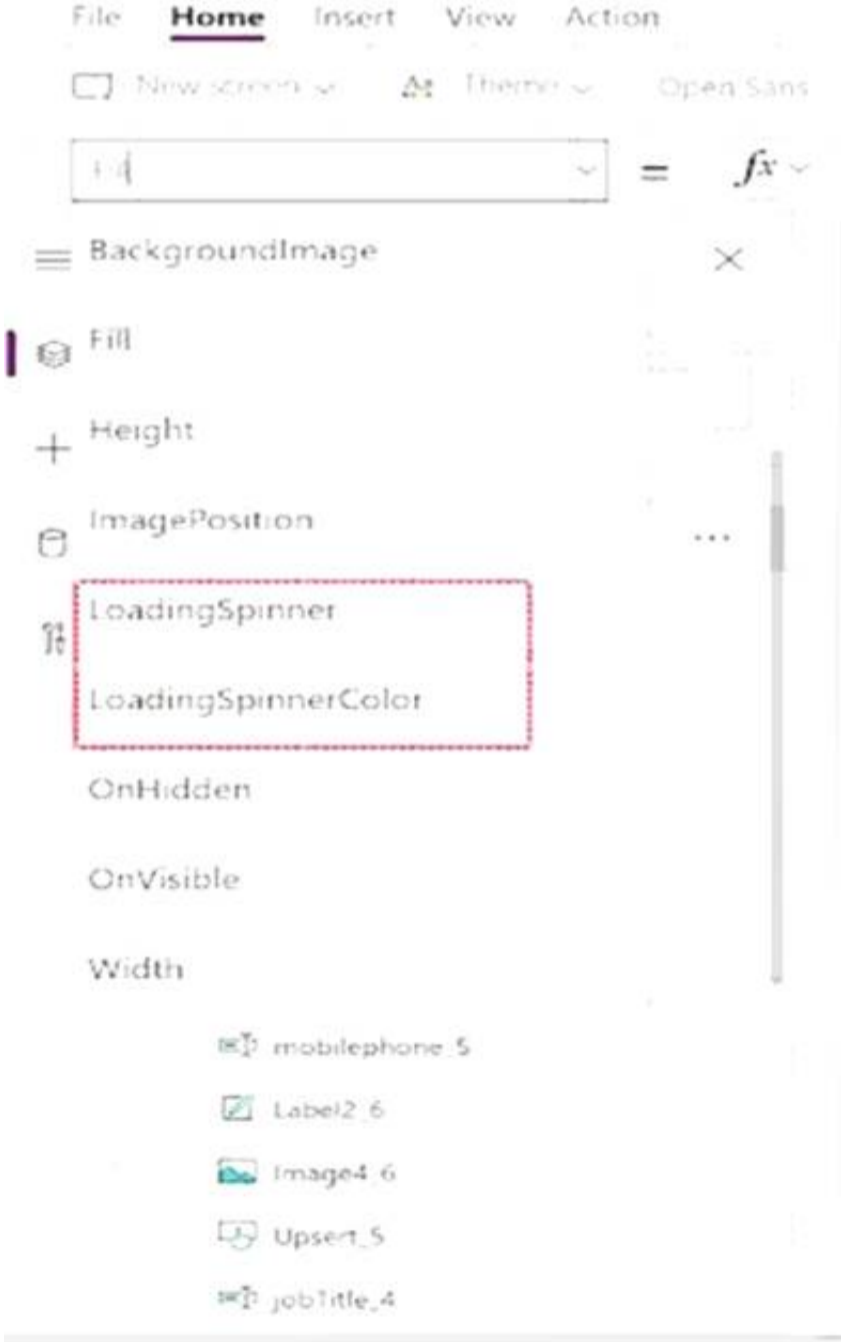 File Home Insert View Action
New screen Theme Open Sans
= fx
BackgroundImage
Fill
Height
ImagePosition
LoadingSpinner
LoadingSpinnerColor
OnHidden
OnVisible
Width
mobilephone_5
Label2_6
Image4_6
Upsert_5
jobTitle_4